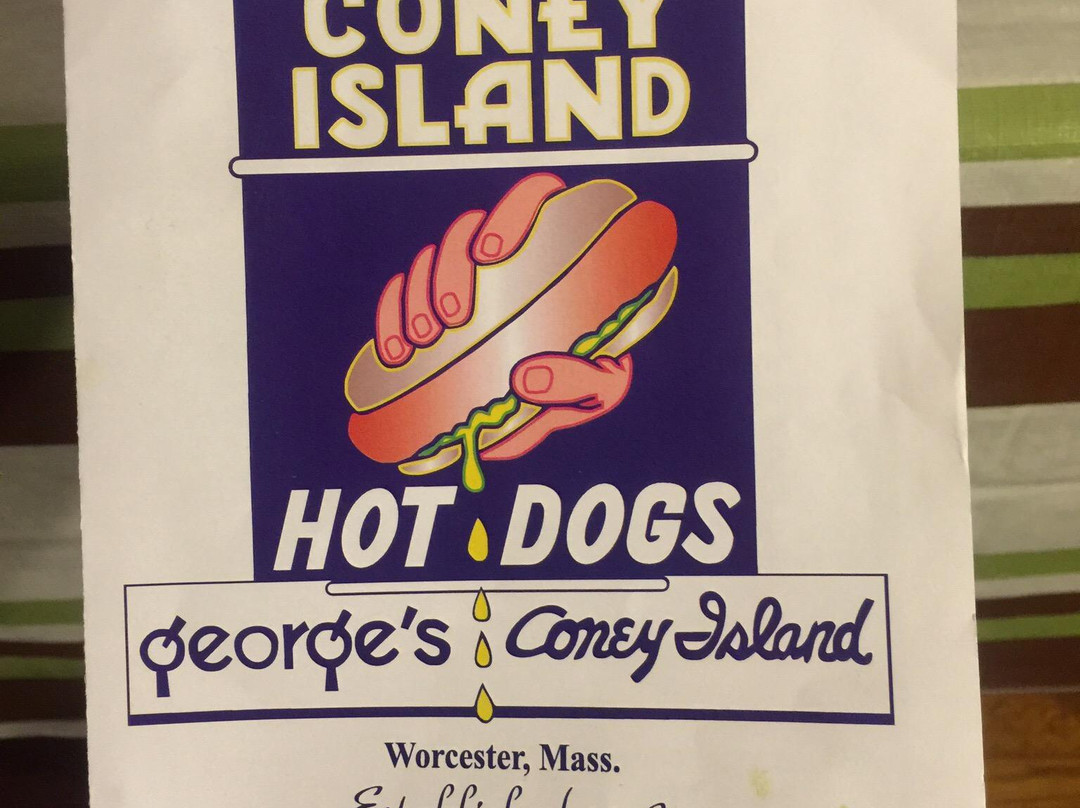 CONEY
ISLAND
HOT DOGS
george's Coney Island
Worcester, Mass.